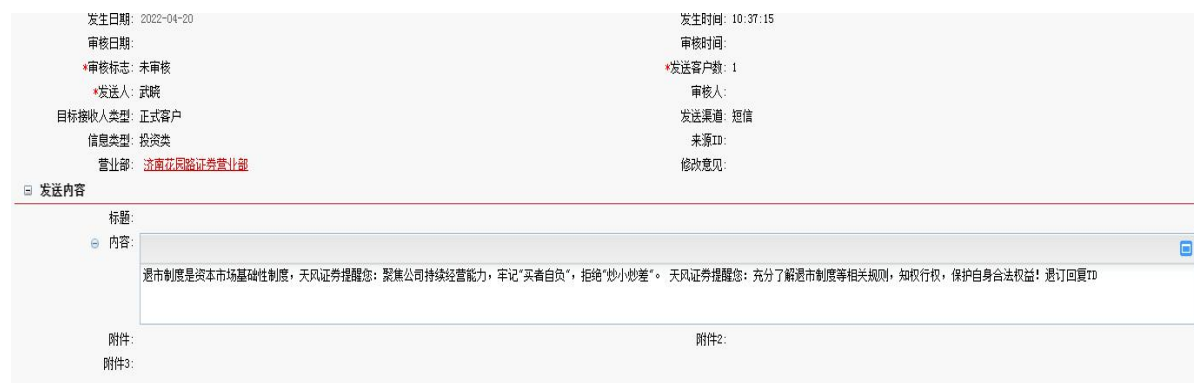 发生日期: 2022-04-20 发生时间: 10:37:15
审核日期: 审核时间:
*审核标志: 未审核 *发送客户数: 1
*发送人: 武晓 审核人:
目标接收人类型: 正式客户 发送渠道: 短信
信息类型: 投资类 来源ID:
营业部: 济南花园路证券营业部 修改意见:
发送内容
标题:
内容:
退市制度是资本市场基础性制度，天风证券提醒您：聚焦公司持续经营能力，牢记"买者自负"，拒绝"炒小炒差"。 天风证券提醒您：充分了解退市制度等相关规则，知权行权，保护自身合法权益！退订回复TD
附件: 附件2:
附件3: